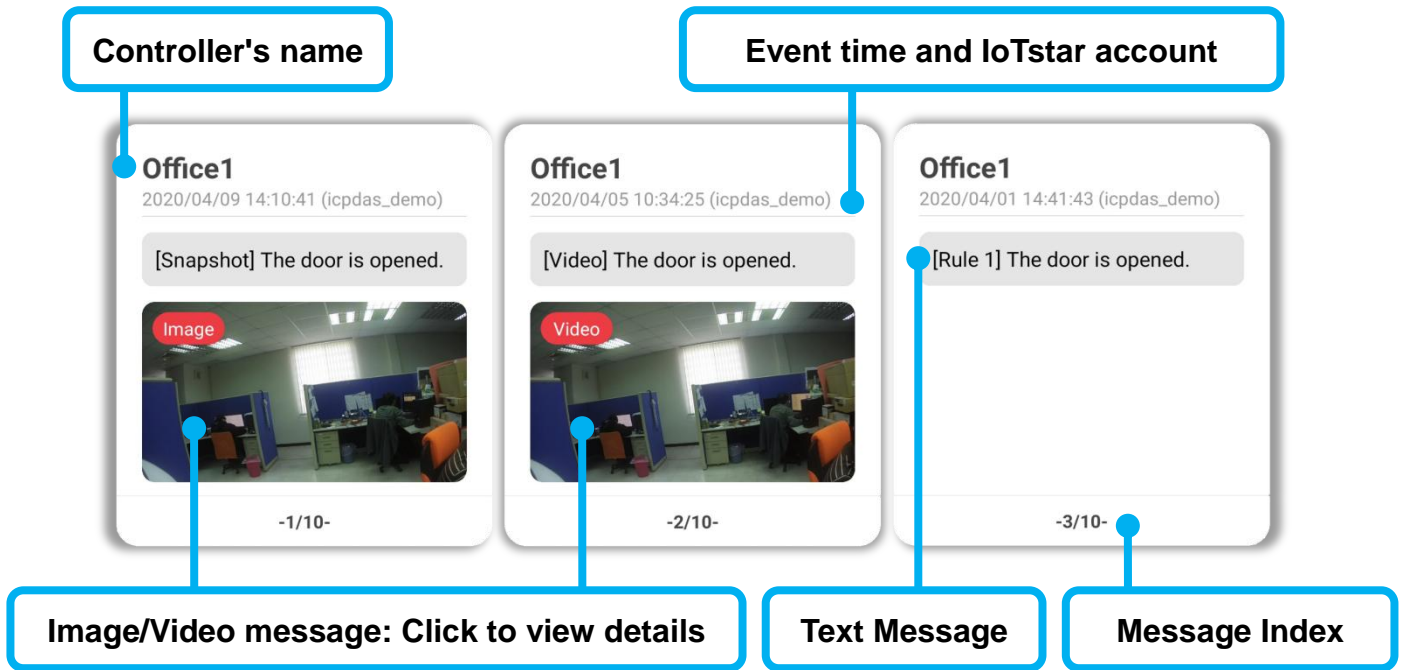 Controller's name
Event time and IoTstar account
Office1
2020/04/09 14:10:41 (icpdas_demo)
[Snapshot] The door is opened.
Image
-1/10-
Office1
2020/04/05 10:34:25 (icpdas_demo)
[Video] The door is opened.
Video
-2/10-
Office1
2020/04/01 14:41:43 (icpdas_demo)
[Rule 1] The door is opened.
-3/10-
Image/Video message: Click to view details
Text Message
Message Index